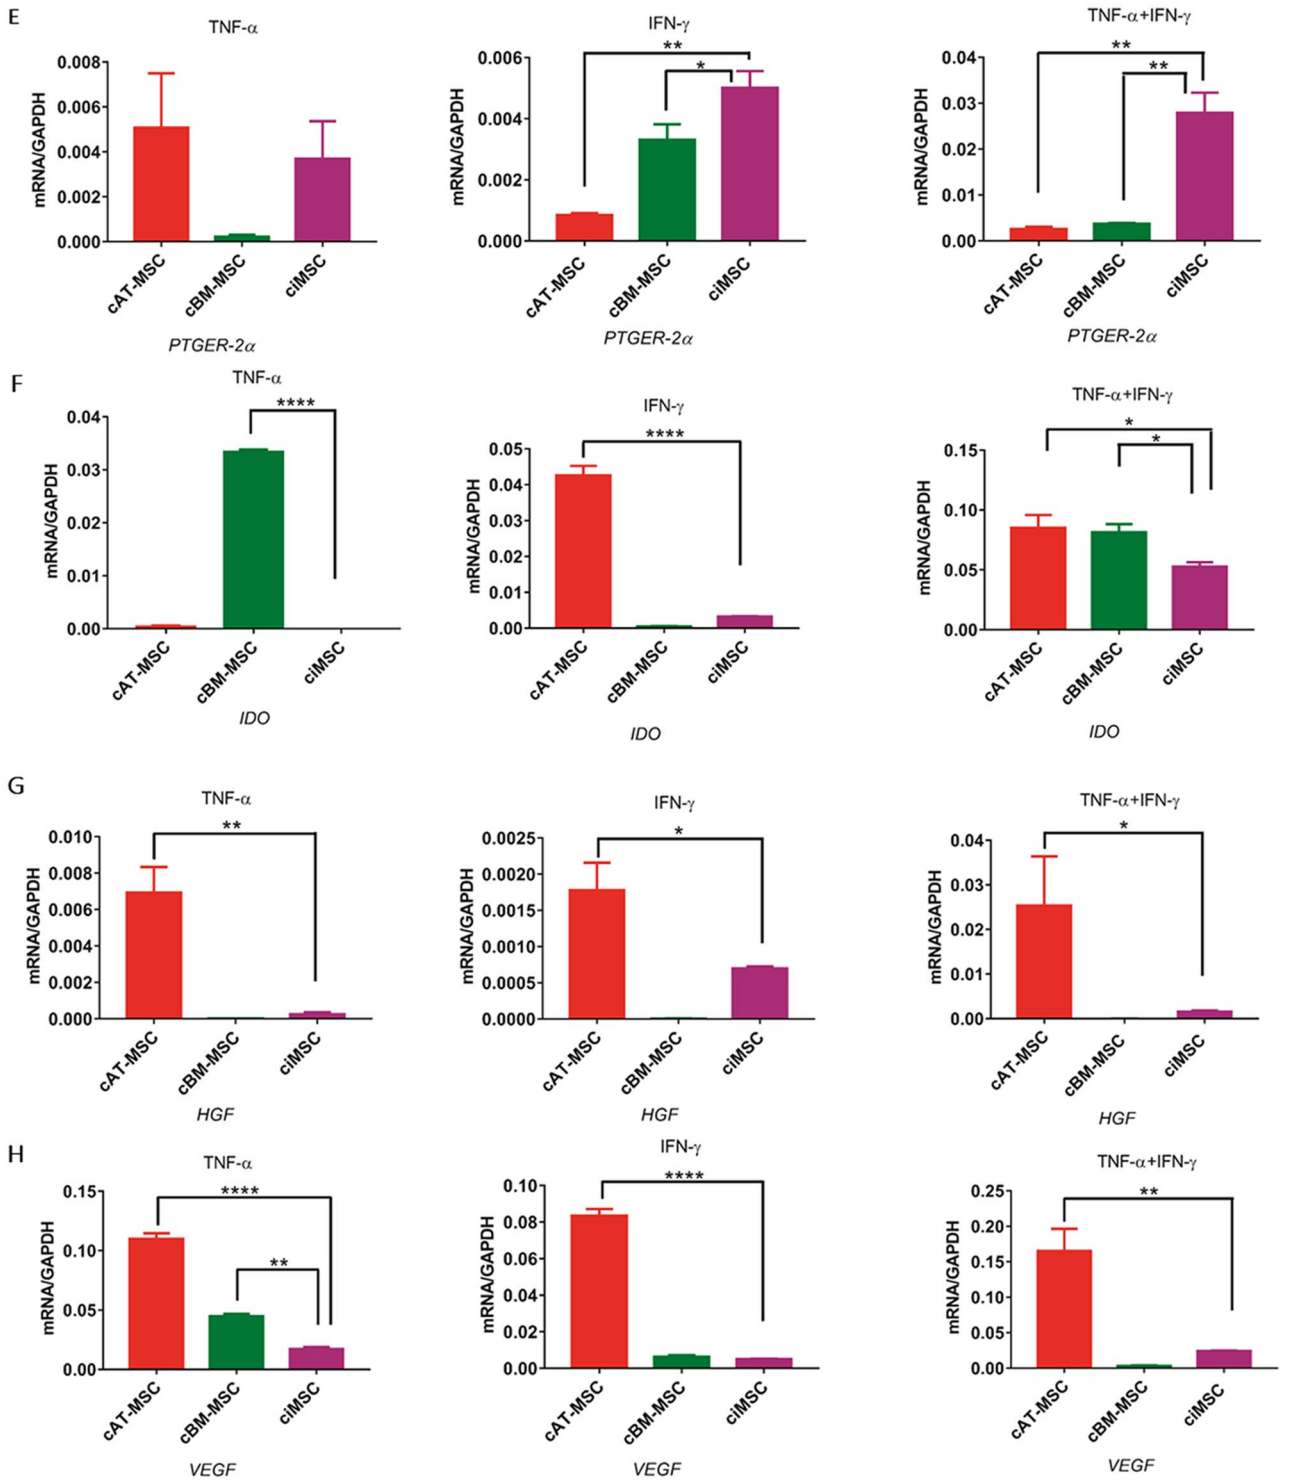 E
TNF-α
mRNA/GAPDH
0.008
0.006
0.004
0.002
0.000
cAT-MSC
cBM-MSC
ciMSC
PTGER-2α
IFN-γ
mRNA/GAPDH
0.006
0.004
0.002
0.000
**
*
cAT-MSC
cBM-MSC
ciMSC
PTGER-2α
TNF-α+IFN-γ
mRNA/GAPDH
0.04
0.03
0.02
0.01
0.00
**
**
cAT-MSC
cBM-MSC
ciMSC
PTGER-2α
F
TNF-α
mRNA/GAPDH
0.04
0.03
0.02
0.01
0.00
****
cAT-MSC
cBM-MSC
ciMSC
IDO
IFN-γ
mRNA/GAPDH
0.05
0.04
0.03
0.02
0.01
0.00
****
cAT-MSC
cBM-MSC
ciMSC
IDO
TNF-α+IFN-γ
mRNA/GAPDH
0.15
0.10
0.05
0.00
*
*
cAT-MSC
cBM-MSC
ciMSC
IDO
G
TNF-α
mRNA/GAPDH
0.010
0.008
0.006
0.004
0.002
0.000
**
cAT-MSC
cBM-MSC
ciMSC
HGF
IFN-γ
mRNA/GAPDH
0.0025
0.0020
0.0015
0.0010
0.0005
0.0000
*
cAT-MSC
cBM-MSC
ciMSC
HGF
TNF-α+IFN-γ
mRNA/GAPDH
0.04
0.03
0.02
0.01
0.00
*
cAT-MSC
cBM-MSC
ciMSC
HGF
H
TNF-α
mRNA/GAPDH
0.15
0.10
0.05
0.00
****
**
cAT-MSC
cBM-MSC
ciMSC
VEGF
IFN-γ
mRNA/GAPDH
0.10
0.08
0.06
0.04
0.02
0.00
****
cAT-MSC
cBM-MSC
ciMSC
VEGF
TNF-α+IFN-γ
mRNA/GAPDH
0.25
0.20
0.15
0.10
0.05
0.00
**
cAT-MSC
cBM-MSC
ciMSC
VEGF